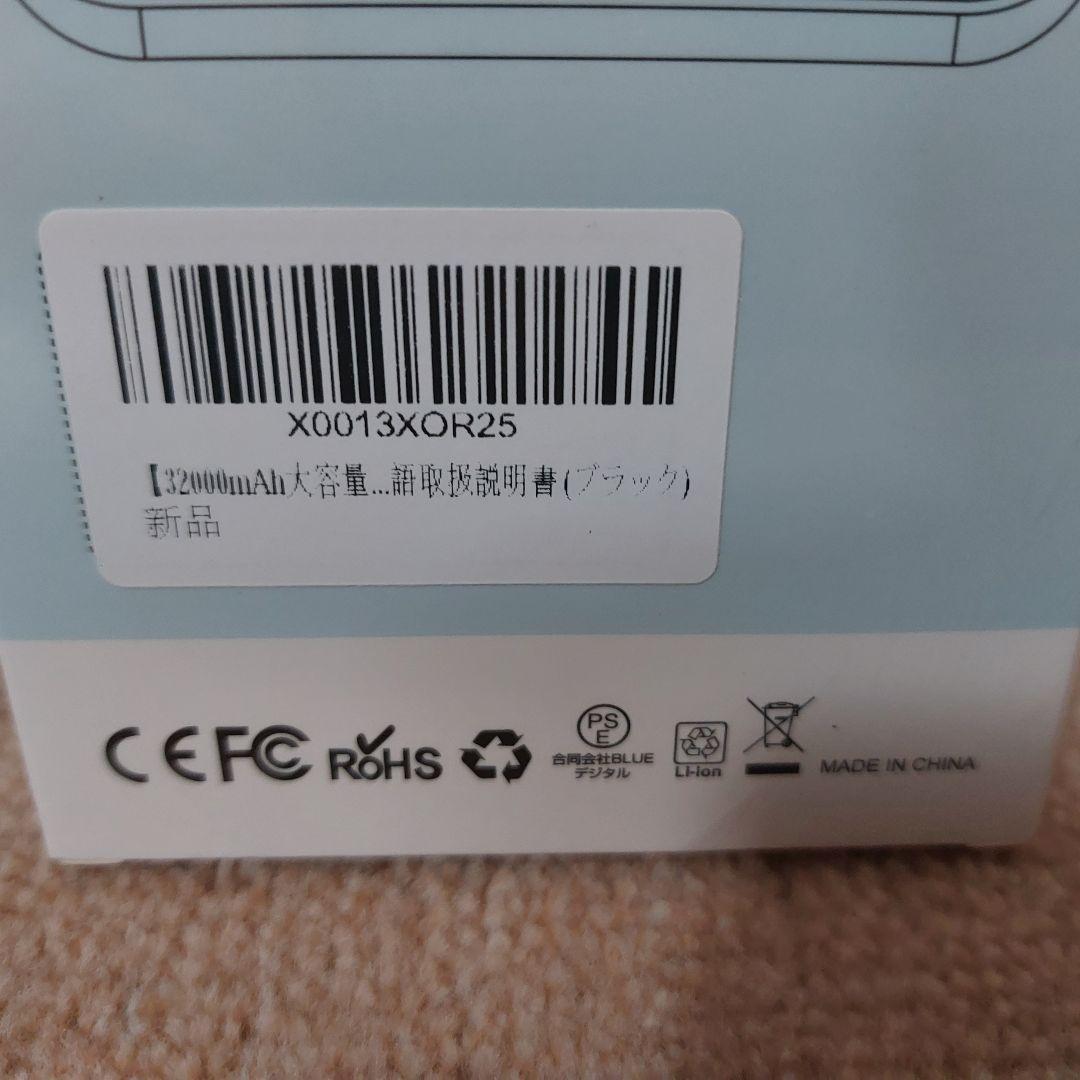 X0013XOR25
【32000mAh大容量...語取扱説明書(ブラック)
新品
CE FC RoHS
PSE
合同会社BLUE
デジタル
Li-ion
MADE IN CHINA